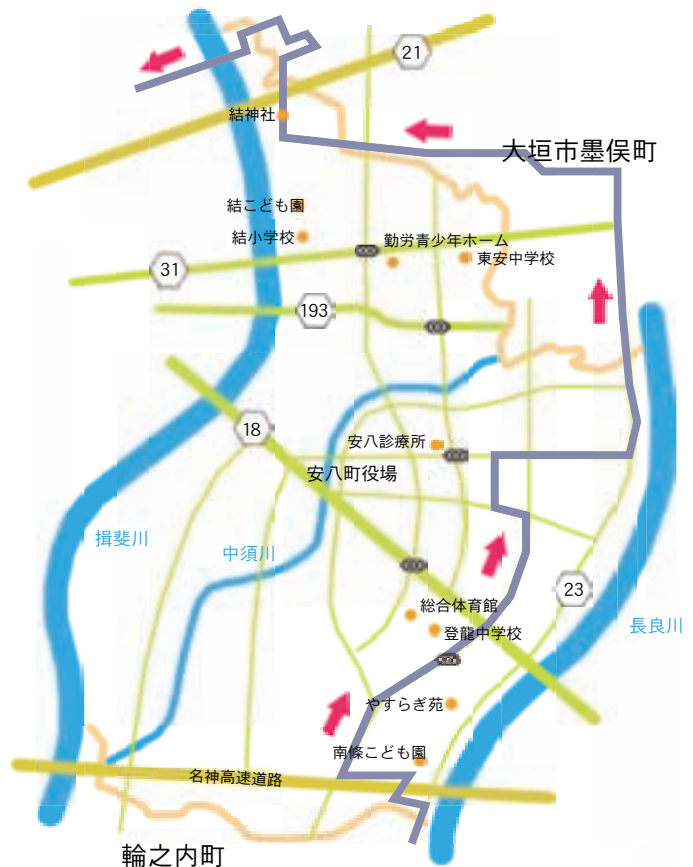 21
結神社
大垣市墨俣町
結こども園
結小学校
勤労青少年ホーム
東安中学校
31
193
18
安八診療所
安八町役場
揖斐川
中須川
23
総合体育館
登龍中学校
長良川
やすらぎ苑
南條こども園
名神高速道路
輪之内町